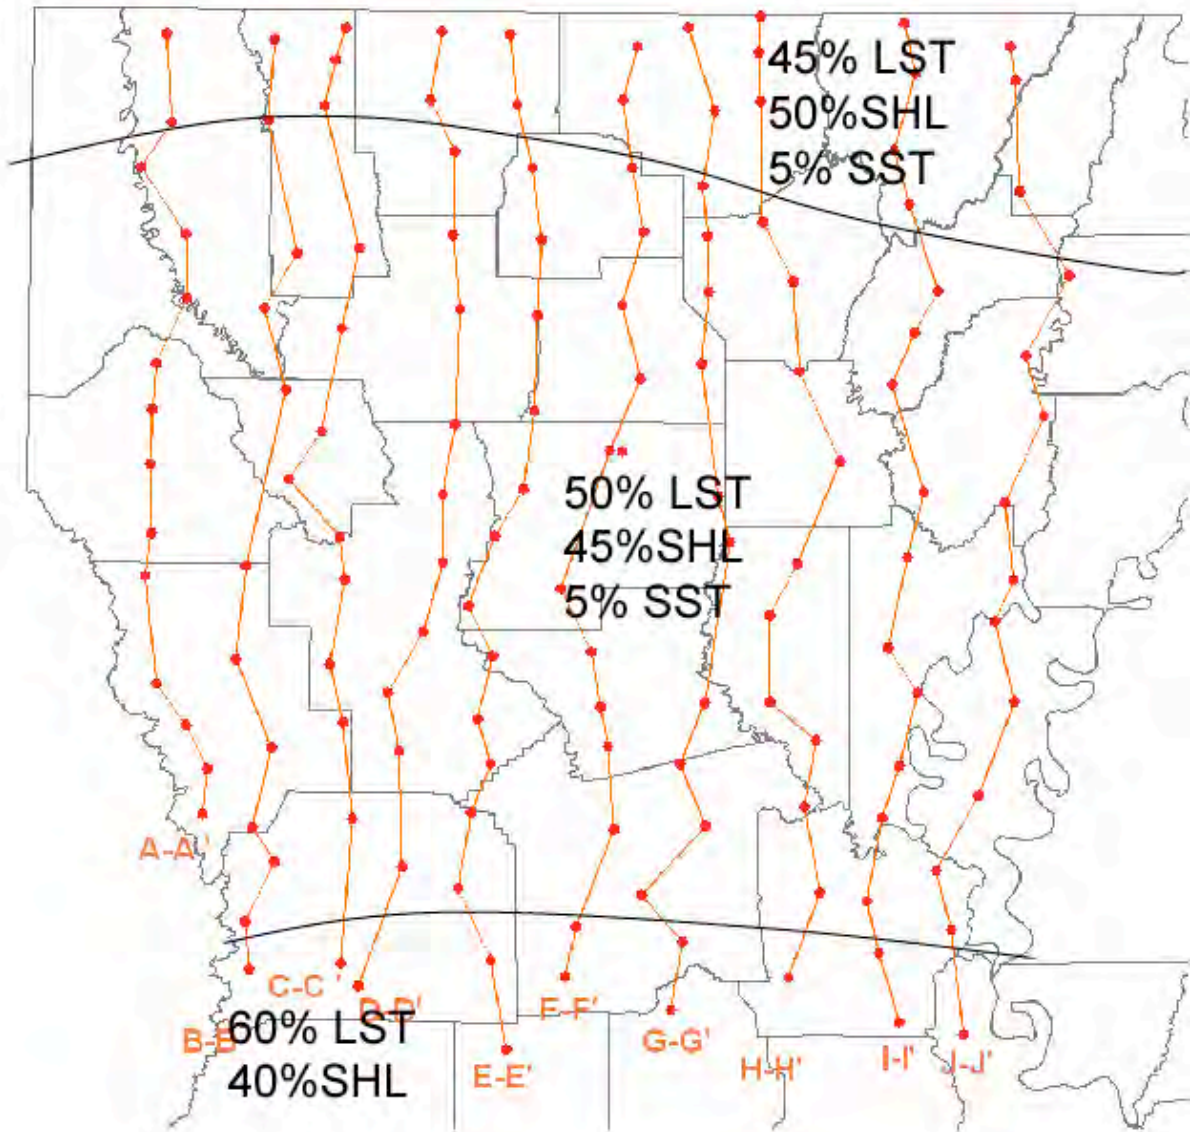 45% LST
50%SHL
5% SST
50% LST
45%SHL
5% SST
A-A'
B-B
C-C '
D-D'
60% LST
40%SHL
E-E'
F-F'
G-G'
H-H'
I-I'
J-J'